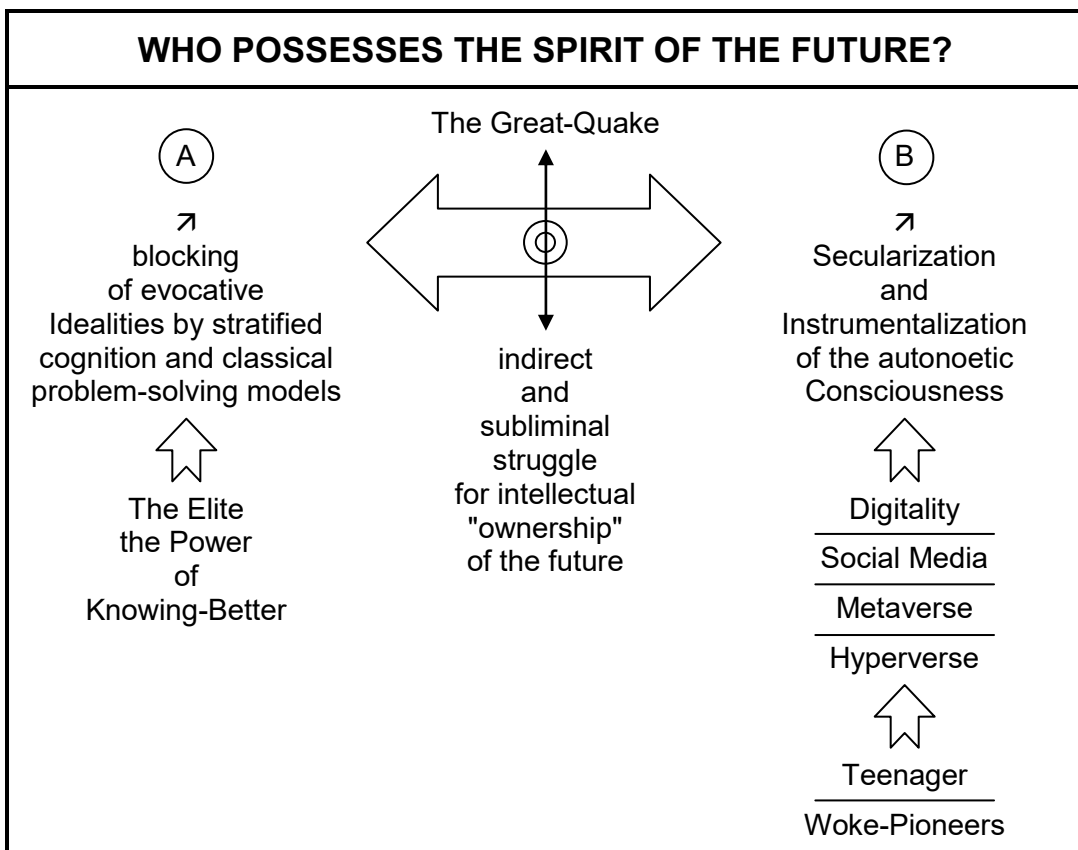 WHO POSSESSES THE SPIRIT OF THE FUTURE?
A
blocking
of evocative
Idealities by stratified
cognition and classical
problem-solving models
The Elite
the Power
of
Knowing-Better
The Great-Quake
indirect
and
subliminal
struggle
for intellectual
"ownership"
of the future
B
Secularization
and
Instrumentalization
of the autonoetic
Consciousness
Digitality
Social Media
Metaverse
Hyperverse
Teenager
Woke-Pioneers